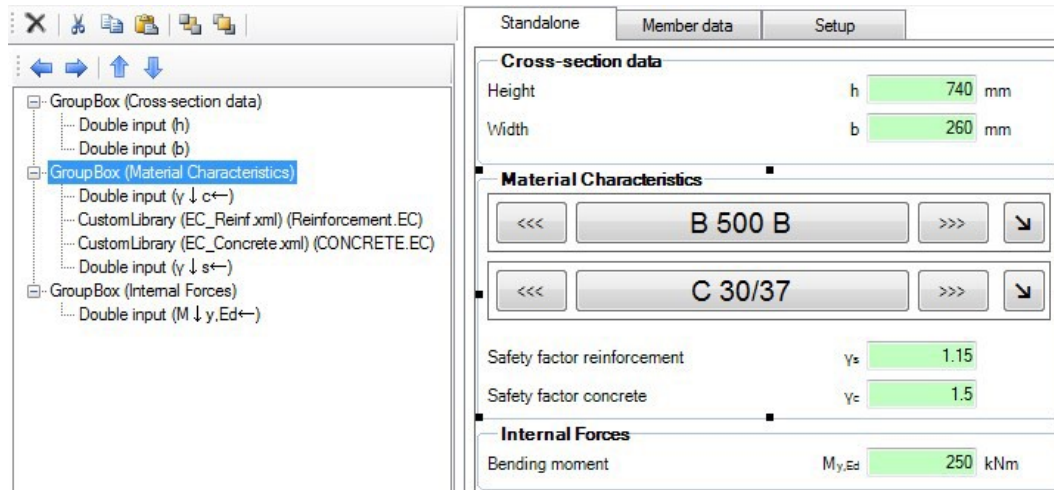 Standalone Member data Setup
GroupBox (Cross-section data)
Double input (h)
Double input (b)
GroupBox (Material Characteristics)
Double input (γ↓c←)
CustomLibrary (EC_Reinf.xml) (Reinforcement.EC)
CustomLibrary (EC_Concrete.xml) (CONCRETE.EC)
Double input (γ↓s←)
GroupBox (Internal Forces)
Double input (M↓y,Ed←)
Cross-section data
Height h 740 mm
Width b 260 mm
Material Characteristics
<<< B 500 B >>>
<<< C 30/37 >>>
Safety factor reinforcement γs 1.15
Safety factor concrete γc 1.5
Internal Forces
Bending moment My,Ed 250 kNm